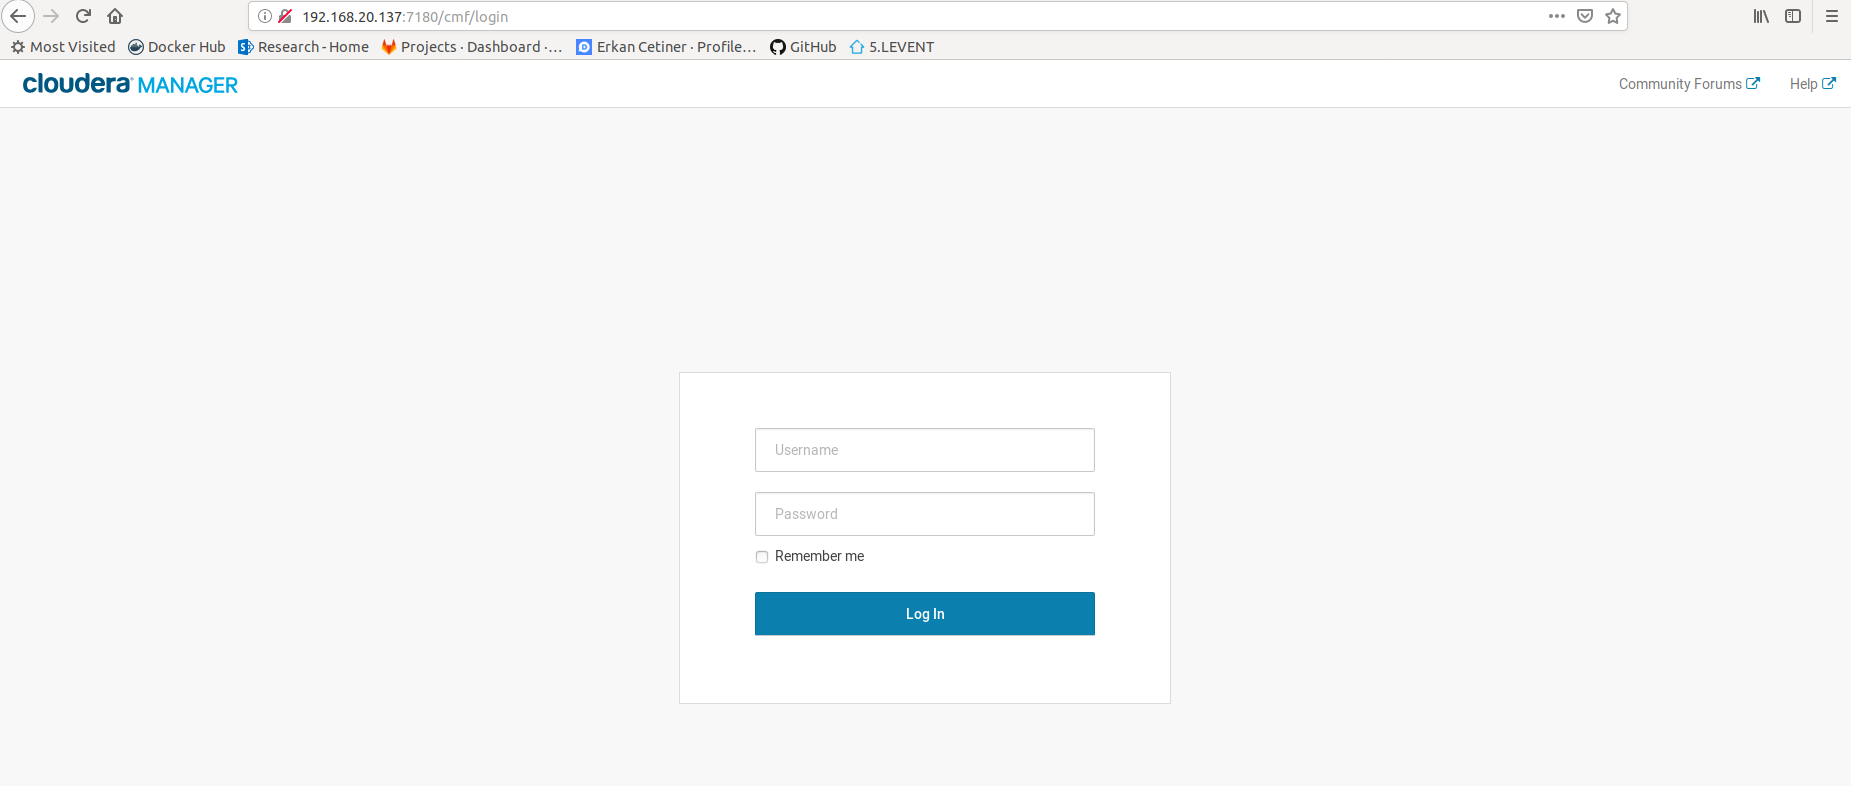 192.168.20.137:7180/cmf/login
Most Visited Docker Hub Research - Home Projects · Dashboard ·... Erkan Cetiner · Profile... GitHub 5.LEVENT
cloudera MANAGER Community Forums Help
Username
Password
Remember me
Log In